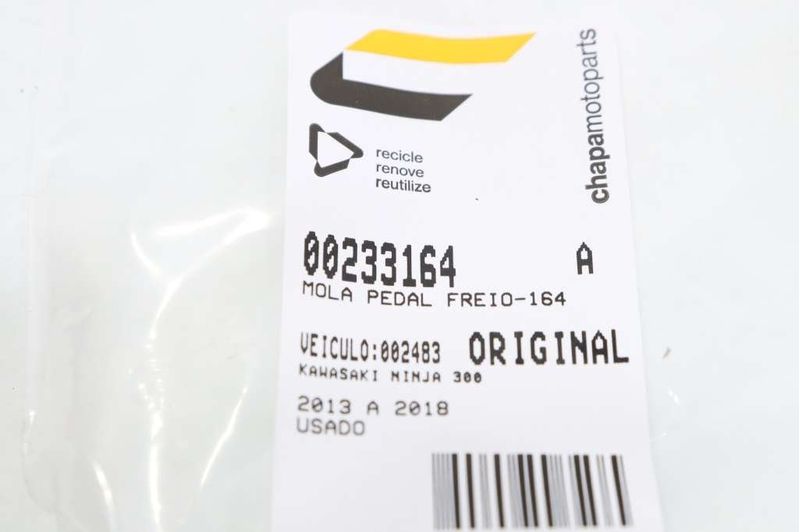 chapamotoparts
recicle
renove
reutilize
00233164 A
MOLA PEDAL FREIO-164
VEICULO:002483 ORIGINAL
KAWASAKI NINJA 300
2013 A 2018
USADO